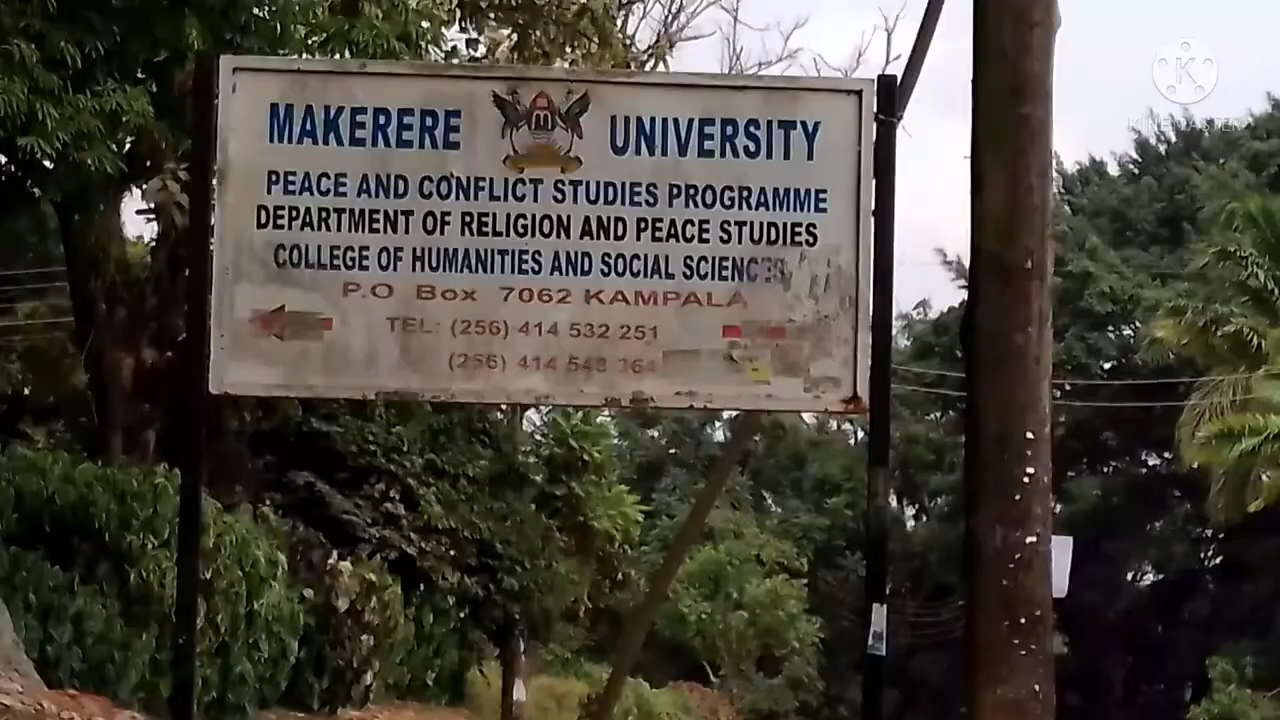 MAKERERE UNIVERSITY
PEACE AND CONFLICT STUDIES PROGRAMME
DEPARTMENT OF RELIGION AND PEACE STUDIES
COLLEGE OF HUMANITIES AND SOCIAL SCIENCES
P.O Box 7062 KAMPALA
TEL: (256) 414 532 251
(256) 414 543
K
KINEMASTER